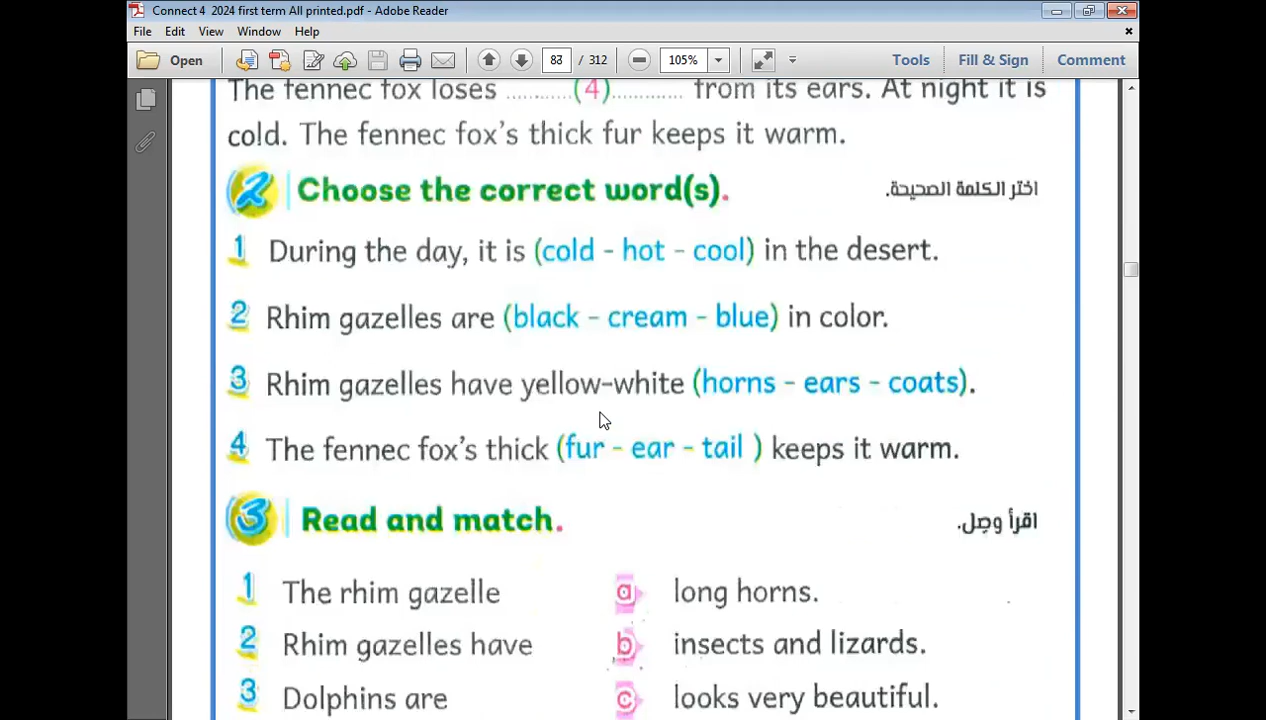 Connect 4 2024 first term All printed.pdf - Adobe Reader
File Edit View Window Help
Open 83 / 312 105% Tools Fill & Sign Comment
The fennec fox loses ..........(4)............ from its ears. At night it is
cold. The fennec fox's thick fur keeps it warm.
2 Choose the correct word(s). اختر الكلمة الصحيحة.
1 During the day, it is (cold - hot - cool) in the desert.
2 Rhim gazelles are (black - cream - blue) in color.
3 Rhim gazelles have yellow-white (horns - ears - coats).
4 The fennec fox's thick (fur - ear - tail ) keeps it warm.
3 Read and match. اقرأ وصل.
1 The rhim gazelle a long horns.
2 Rhim gazelles have b insects and lizards.
3 Dolphins are c looks very beautiful.